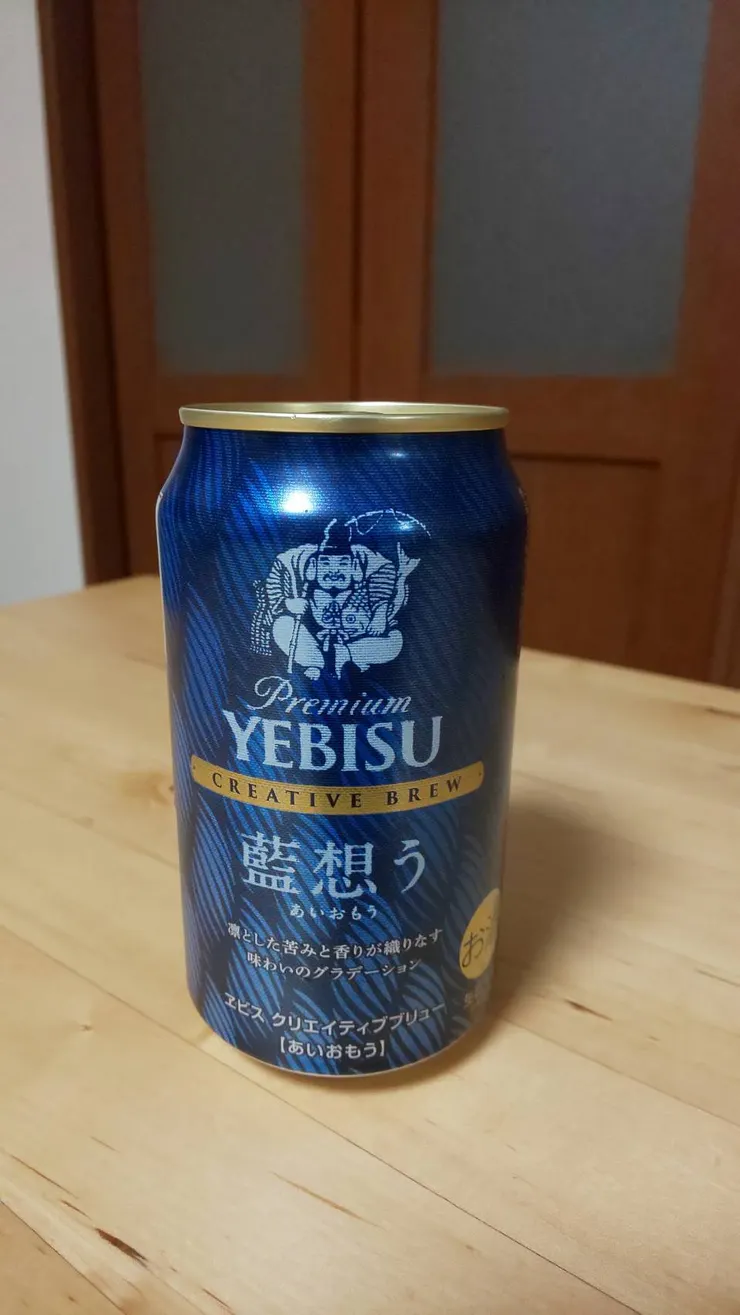 Premium
YEBISU
CREATIVE BREW
藍想う
あいおもう
凛とした苦みと香りが織りなす
味わいのグラデーション
ヱビス クリエイティブブリュー
【あいおもう】
お